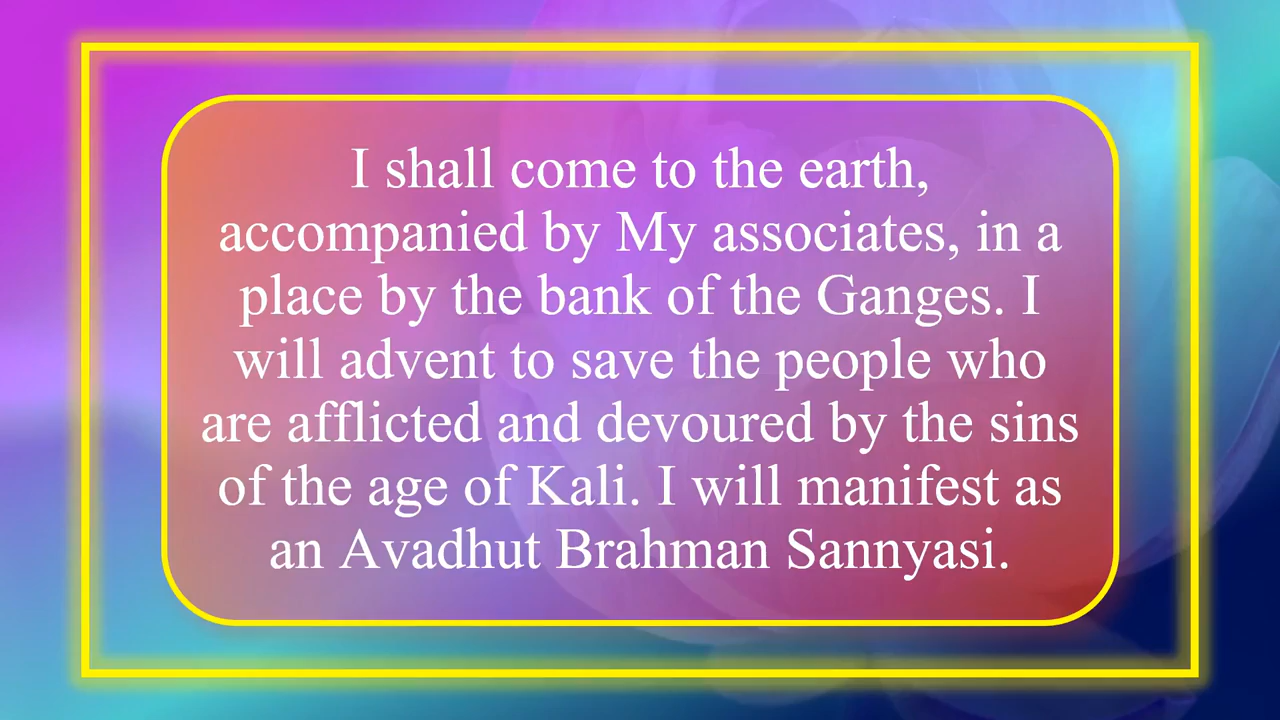 I shall come to the earth,
accompanied by My associates, in a
place by the bank of the Ganges. I
will advent to save the people who
are afflicted and devoured by the sins
of the age of Kali. I will manifest as
an Avadhut Brahman Sannyasi.